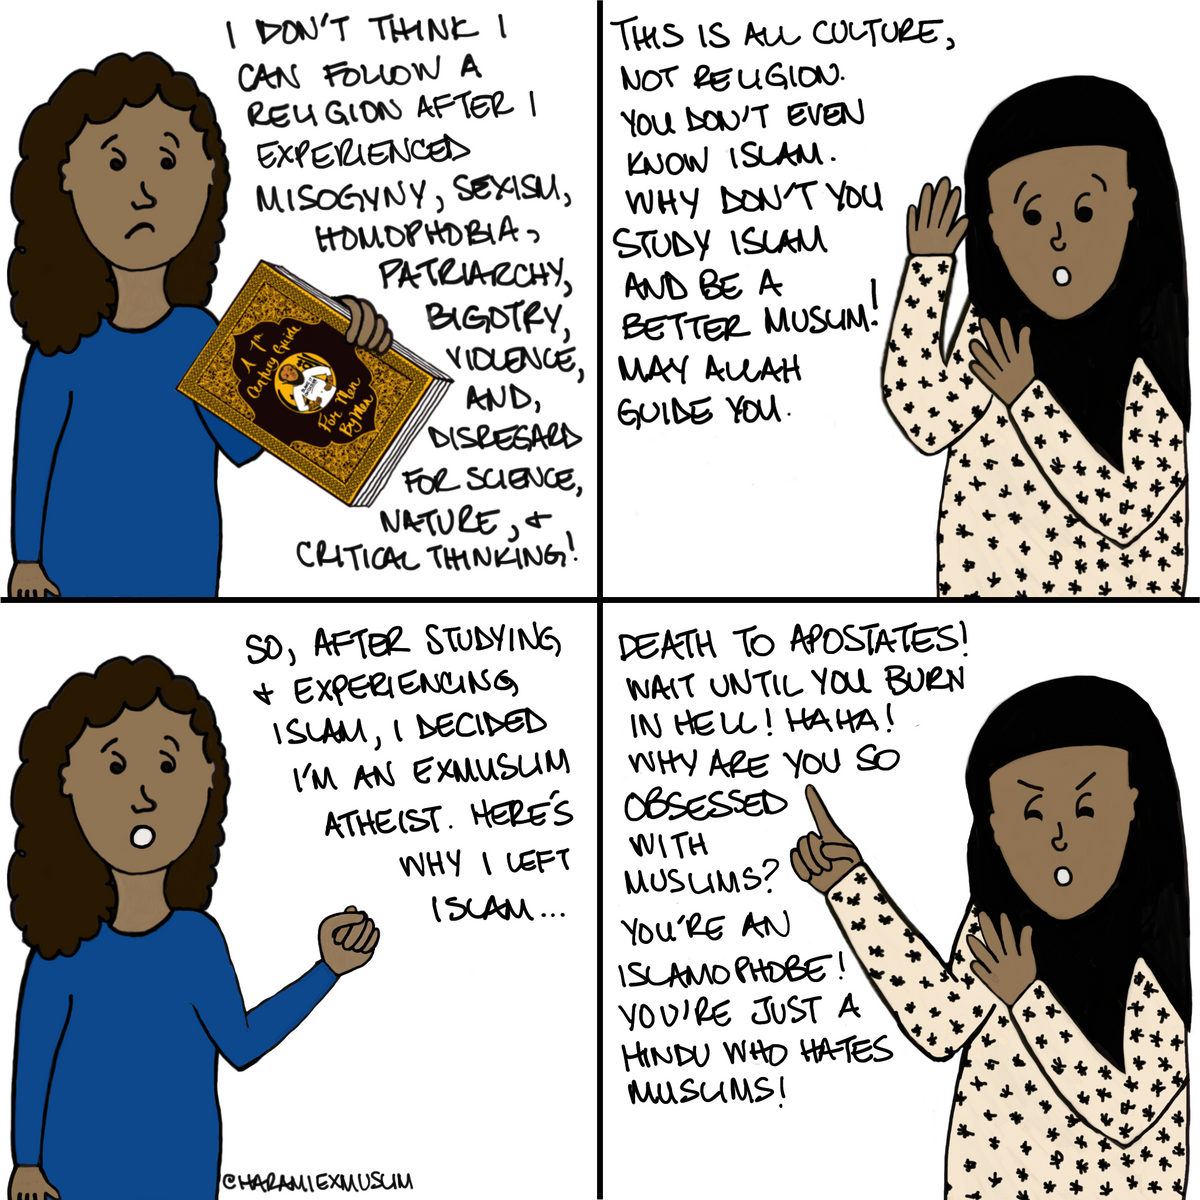 I DON'T THINK I
CAN FOLLOW A
RELIGION AFTER I
EXPERIENCED
MISOGYNY, SEXISM,
HOMOPHOBIA,
PATRIARCHY,
BIGOTRY,
VIOLENCE,
AND,
DISREGARD
FOR SCIENCE,
NATURE, &
CRITICAL THINKING!
A 7th
Century Guide
For Men
By Men
THIS IS ALL CULTURE,
NOT RELIGION.
YOU DON'T EVEN
KNOW ISLAM.
WHY DON'T YOU
STUDY ISLAM
AND BE A
BETTER MUSLIM!
MAY ALLAH
GUIDE YOU.
SO, AFTER STUDYING
& EXPERIENCING
ISLAM, I DECIDED
I'M AN EXMUSLIM
ATHEIST. HERE'S
WHY I LEFT
ISLAM...
@HARAMIEXMUSLIM
DEATH TO APOSTATES!
WAIT UNTIL YOU BURN
IN HELL! HAHA!
WHY ARE YOU SO
OBSESSED
WITH
MUSLIMS?
YOU'RE AN
ISLAMOPHOBE!
YOU'RE JUST A
HINDU WHO HATES
MUSLIMS!